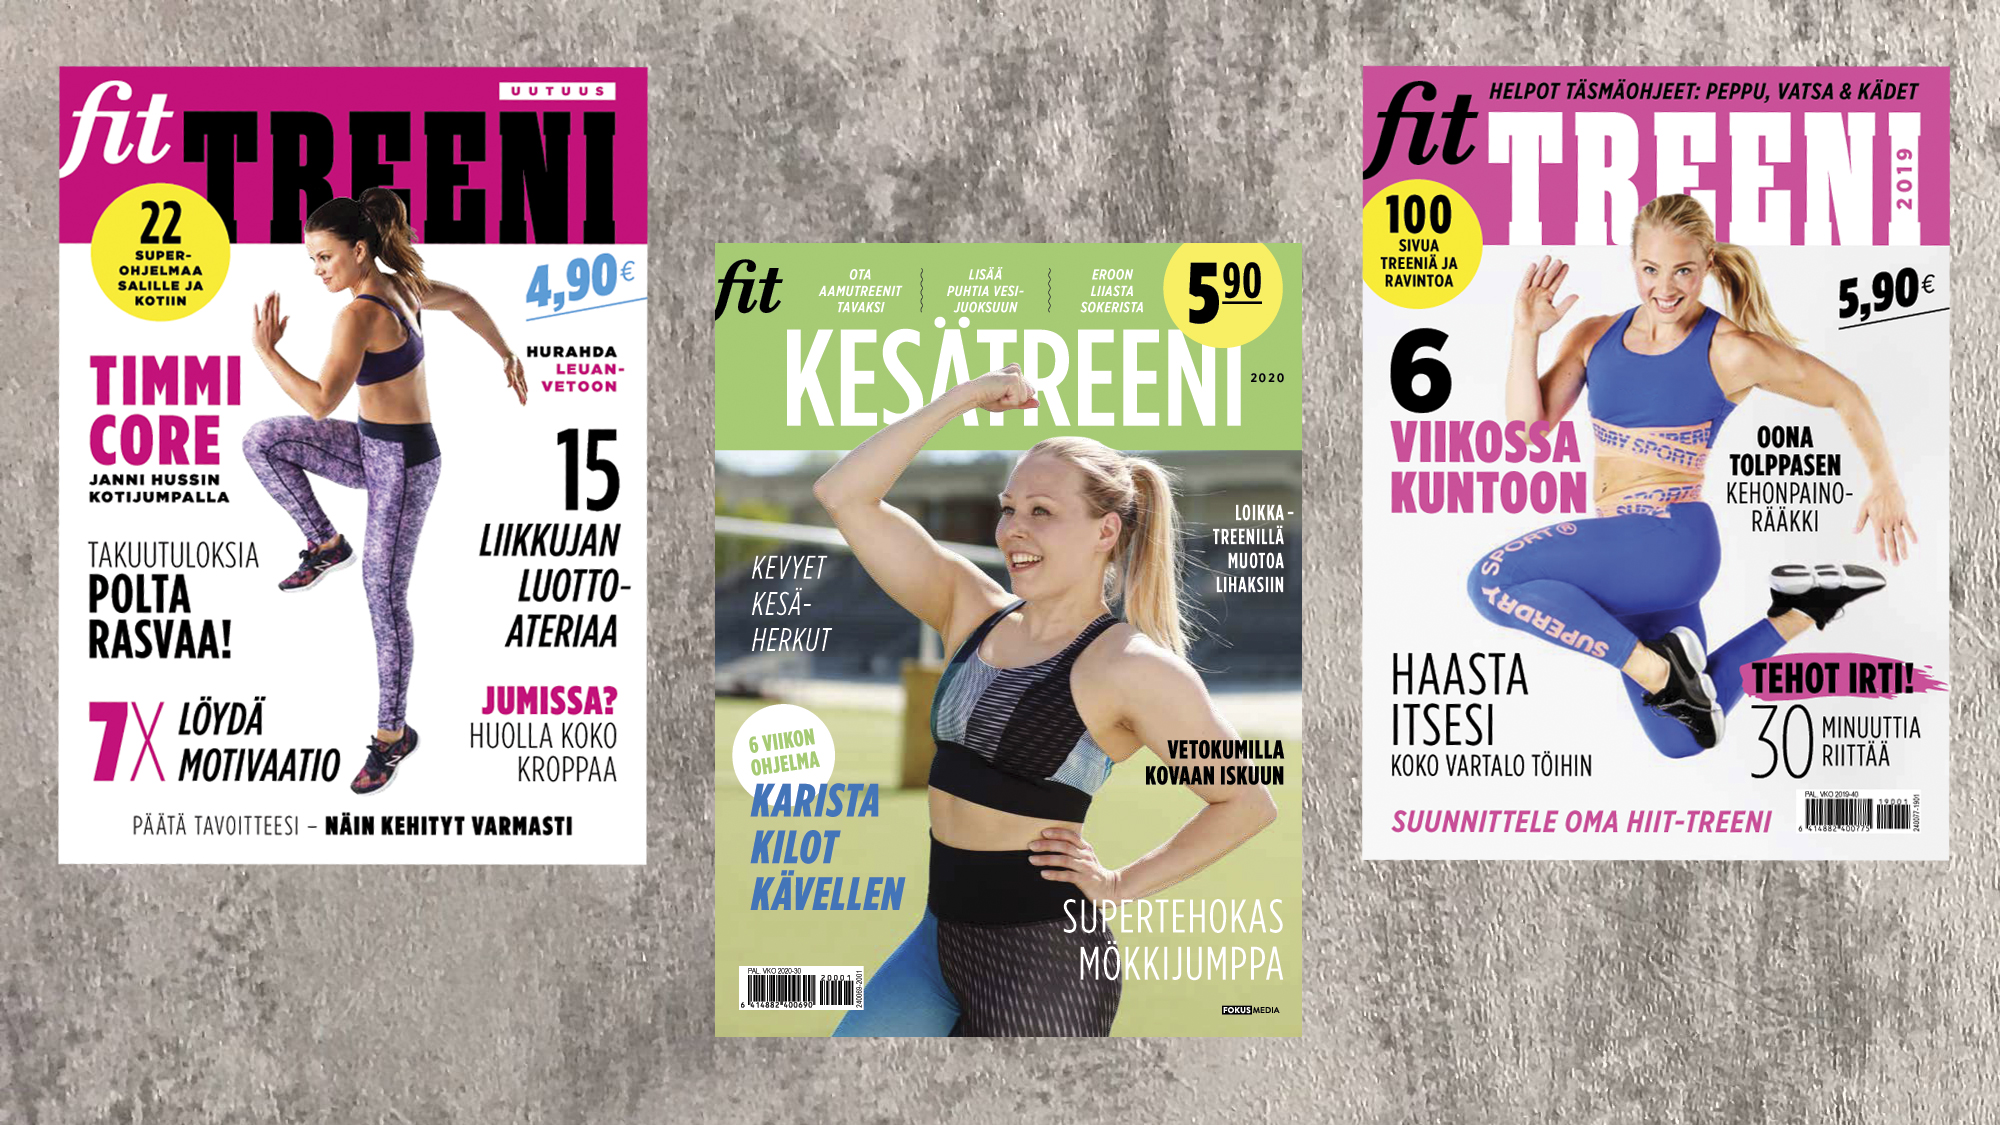 fit
UUTUUS
TREENI
22
SUPER-
OHJELMAA
SALILLE JA
KOTIIN
4,90€
TIMMI
CORE
JANNI HUSSIN
KOTIJUMPALLA
HURAHDA
LEUAN-
VETOON
15
LIIKKUJAN
LUOTTO-
ATERIAA
TAKUUTULOKSIA
POLTA
RASVAA!
7X LÖYDÄ
MOTIVAATIO
JUMISSA?
HUOLLA KOKO
KROPPAA
PÄÄTÄ TAVOITTEESI – NÄIN KEHITYT VARMASTI
fit
OTA
AAMUTREENIT
TAVAKSI
LISÄÄ
PUHTIA VESI-
JUOKSUUN
EROON
LIIASTA
SOKERISTA
5 90
KESÄTREENI
2020
KEVYET
KESÄ-
HERKUT
LOIKKA-
TREENILLÄ
MUOTOA
LIHAKSIIN
6 VIIKON
OHJELMA
KARISTA
KILOT
KÄVELLEN
VETOKUMILLA
KOVAAN ISKUUN
SUPERTEHOKAS
MÖKKIJUMPPA
PAL. VKO 2020-30
20001
6 414882 400690
240069-2001
FOKUS MEDIA
fit
HELPOT TÄSMÄOHJEET: PEPPU, VATSA & KÄDET
TREENI
2019
100
SIVUA
TREENIÄ JA
RAVINTOA
5,90€
6
VIIKOSSA
KUNTOON
OONA
TOLPPASEN
KEHONPAINO-
RÄÄKKI
SUPERDRY SPORT®
HAASTA
ITSESI
KOKO VARTALO TÖIHIN
TEHOT IRTI!
30 MINUUTTIA
RIITTÄÄ
SUUNNITTELE OMA HIIT-TREENI
PAL. VKO 2019-40
19001
6 414882 400775
240077-1901